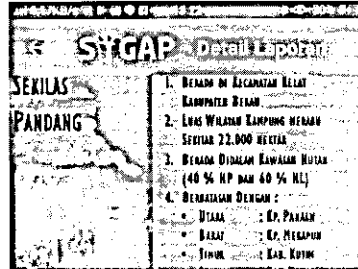 SYGAP - Detail Laporan
SEKILAS
PANDANG
1. BERADA DI KECAMATAN KELAY
KABUPATEN BERAU
2. LUAS WILAYAH KAMPUNG MERAAN
SEKITAR 22.000 HEKTAR
3. BERADA DIDALAM KAWASAN HUTAN
(40 % HP DAN 60 % HL)
4. BERBATASAN DENGAN :
• UTARA : KP. PANAAN
• BARAT : KP. MERAPUN
• TIMUR : KAB. KUTIM